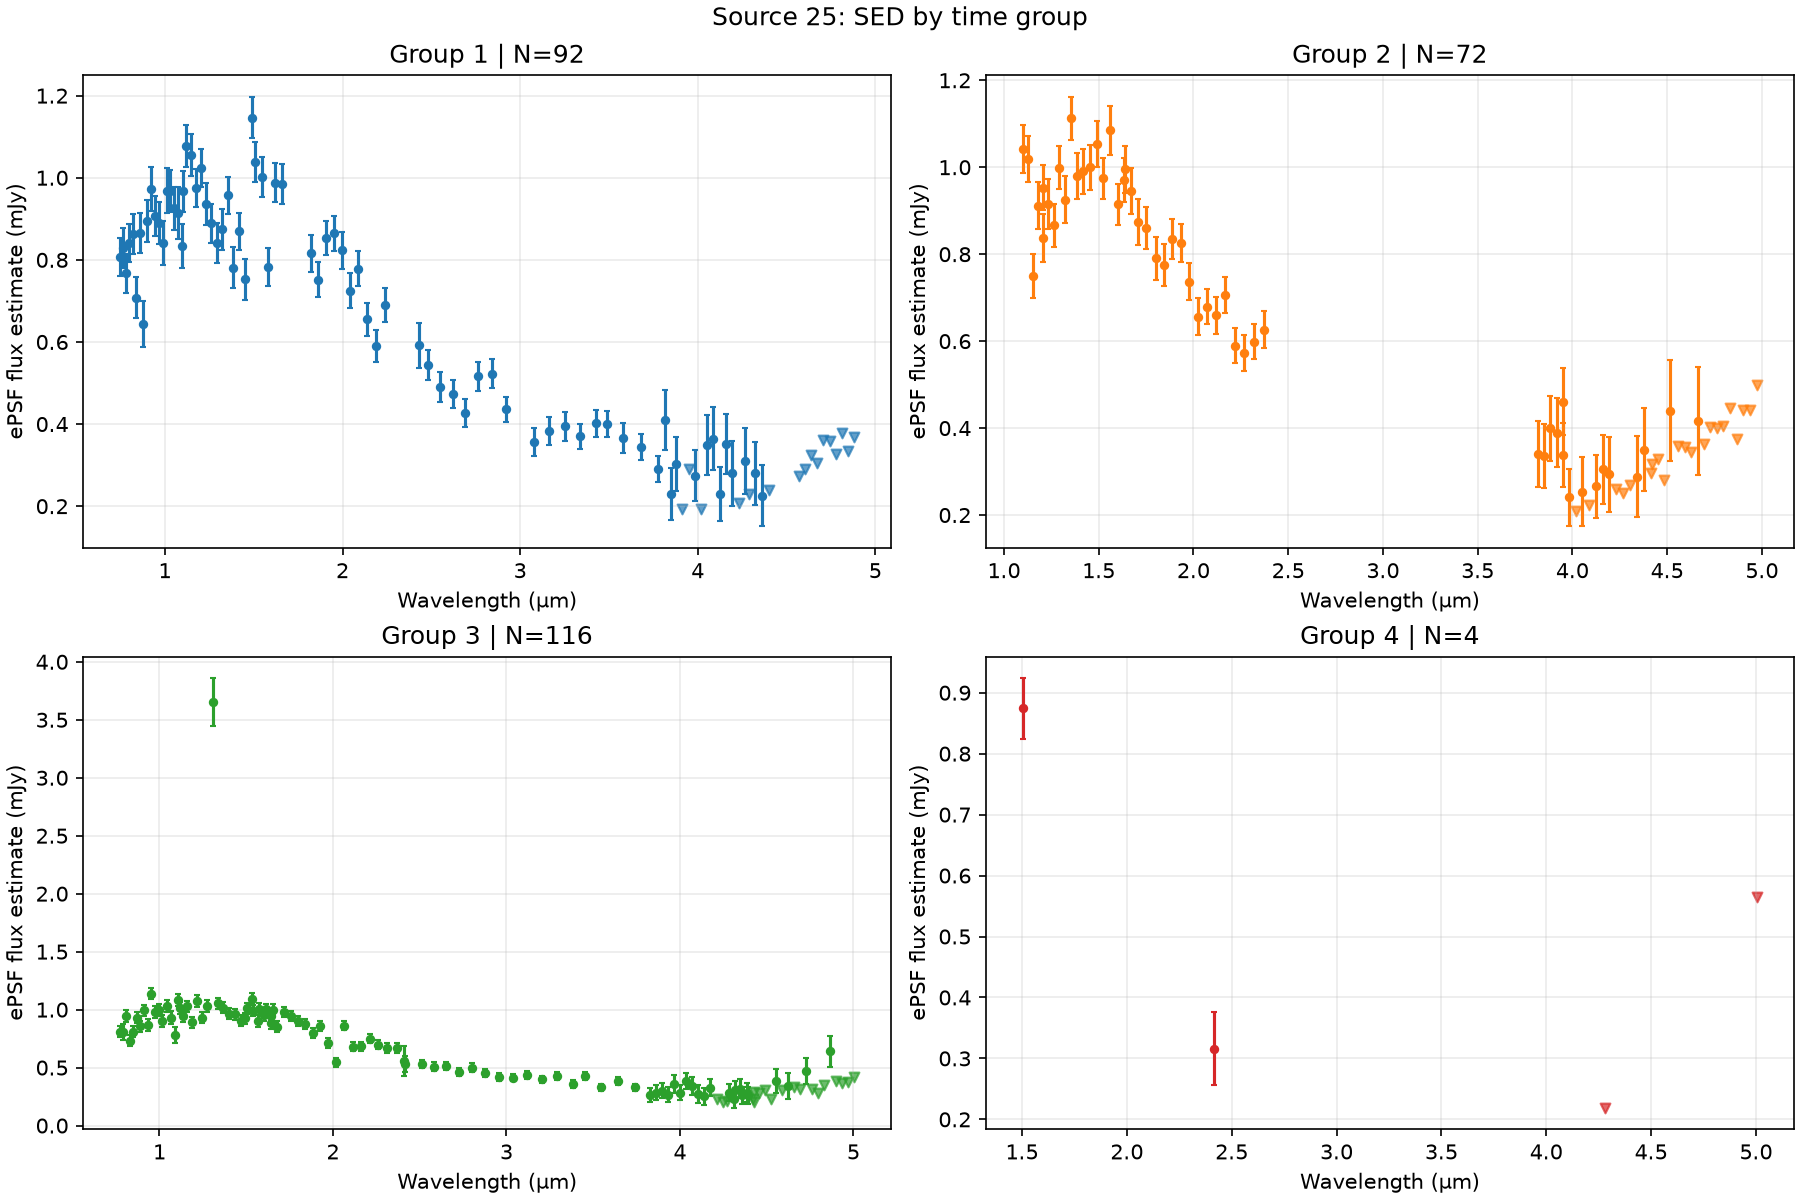 Source 25: SED by time group
Group 1 | N=92
ePSF flux estimate (mJy)
1.2
1.0
0.8
0.6
0.4
0.2
1 2 3 4 5
Wavelength (µm)
Group 2 | N=72
ePSF flux estimate (mJy)
1.2
1.0
0.8
0.6
0.4
0.2
1.0 1.5 2.0 2.5 3.0 3.5 4.0 4.5 5.0
Wavelength (µm)
Group 3 | N=116
ePSF flux estimate (mJy)
4.0
3.5
3.0
2.5
2.0
1.5
1.0
0.5
0.0
1 2 3 4 5
Wavelength (µm)
Group 4 | N=4
ePSF flux estimate (mJy)
0.9
0.8
0.7
0.6
0.5
0.4
0.3
0.2
1.5 2.0 2.5 3.0 3.5 4.0 4.5 5.0
Wavelength (µm)